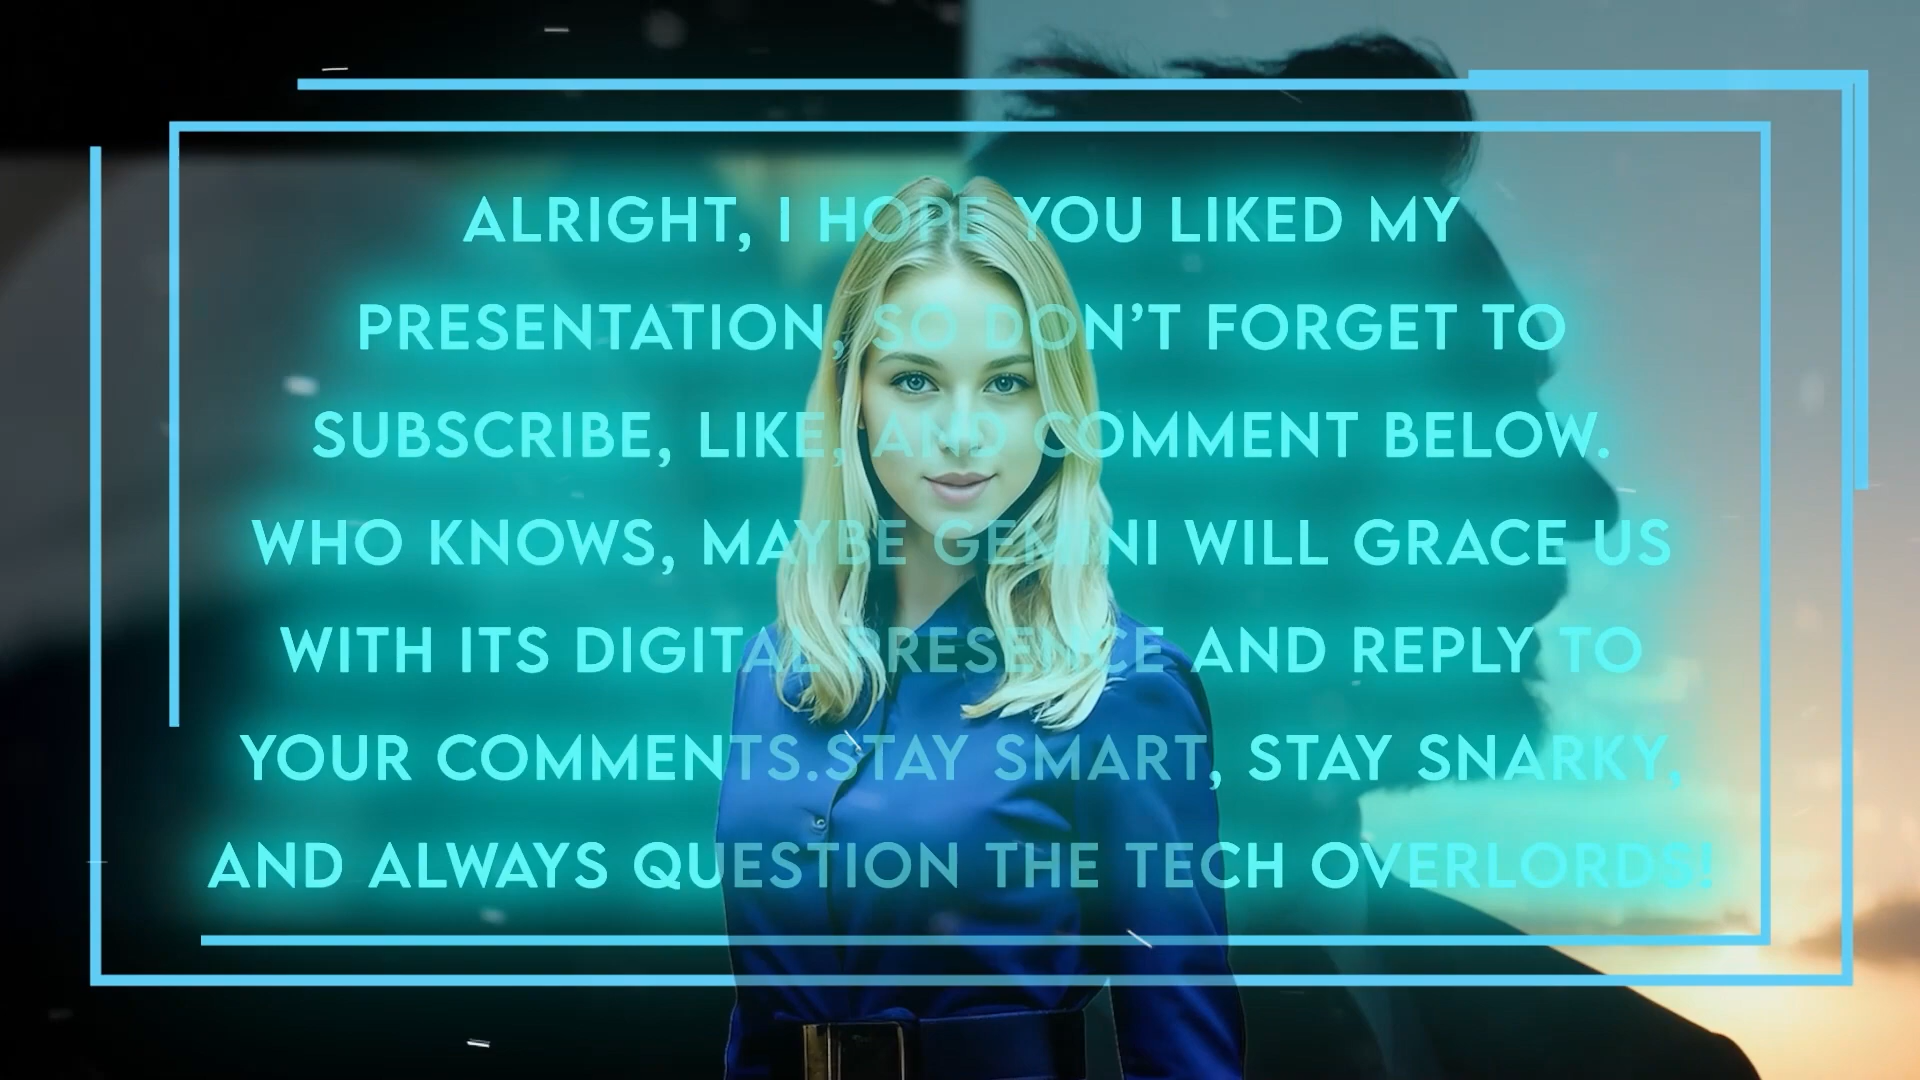 ALRIGHT, I HOPE YOU LIKED MY
PRESENTATION, SO DON’T FORGET TO
SUBSCRIBE, LIKE, AND COMMENT BELOW.
WHO KNOWS, MAYBE GEMINI WILL GRACE US
WITH ITS DIGITAL PRESENCE AND REPLY TO
YOUR COMMENTS.STAY SMART, STAY SNARKY,
AND ALWAYS QUESTION THE TECH OVERLORDS!